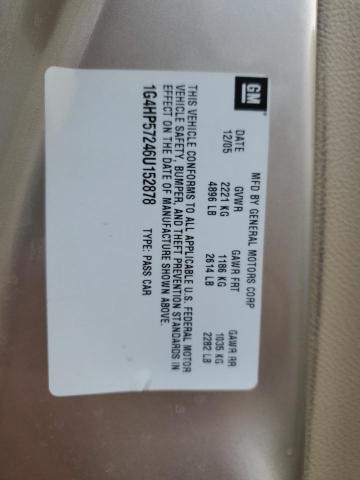 GM
MFD BY GENERAL MOTORS CORP
DATE GVWR GAWR FRT GAWR RR
12/05 2221 KG 1186 KG 1035 KG
4896 LB 2614 LB 2282 LB
THIS VEHICLE CONFORMS TO ALL APPLICABLE U.S. FEDERAL MOTOR
VEHICLE SAFETY, BUMPER, AND THEFT PREVENTION STANDARDS IN
EFFECT ON THE DATE OF MANUFACTURE SHOWN ABOVE.
1G4HP57246U152878 TYPE: PASS CAR